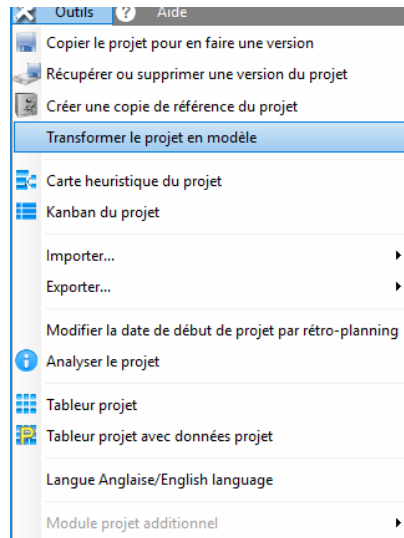 Outils ? Aide
Copier le projet pour en faire une version
Récupérer ou supprimer une version du projet
Créer une copie de référence du projet
Transformer le projet en modèle
Carte heuristique du projet
Kanban du projet
Importer...
Exporter...
Modifier la date de début de projet par rétro-planning
Analyser le projet
Tableur projet
Tableur projet avec données projet
Langue Anglaise/English language
Module projet additionnel